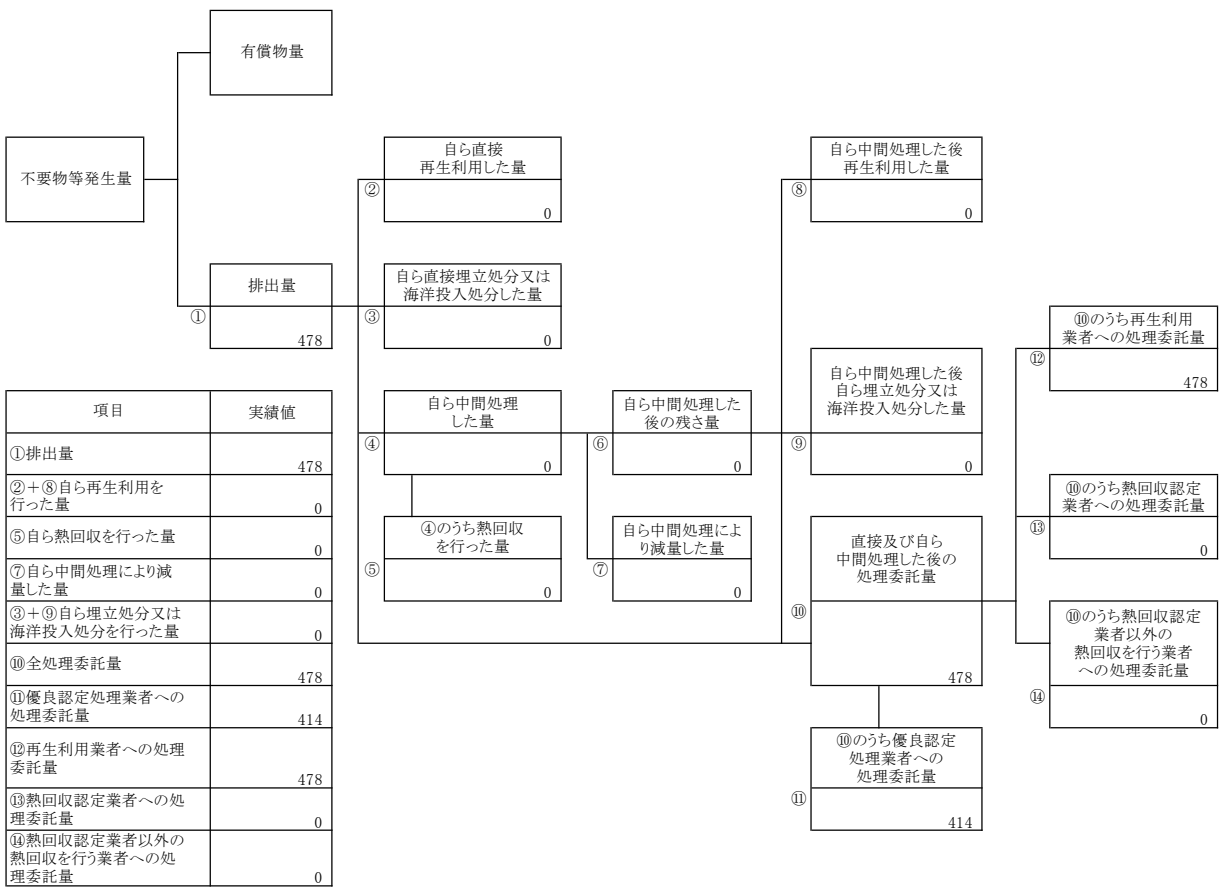 有償物量
不要物等発生量
自ら直接
再生利用した量
②
0
自ら中間処理した後
再生利用した量
⑧
0
排出量
①
478
自ら直接埋立処分又は
海洋投入処分した量
③
0
⑩のうち再生利用
業者への処理委託量
⑫
478
自ら中間処理
した量
④
0
自ら中間処理した
後の残さ量
⑥
0
自ら中間処理した後
自ら埋立処分又は
海洋投入処分した量
⑨
0
⑩のうち熱回収認定
業者への処理委託量
⑬
0
④のうち熱回収
を行った量
⑤
0
自ら中間処理によ
り減量した量
⑦
0
直接及び自ら
中間処理した後の
処理委託量
⑩
478
⑩のうち熱回収認定
業者以外の
熱回収を行う業者
への処理委託量
⑭
0
⑩のうち優良認定
処理業者への
処理委託量
⑪
414
項目 実績値
①排出量 478
②＋⑧自ら再生利用を
行った量 0
⑤自ら熱回収を行った量 0
⑦自ら中間処理により減
量した量 0
③＋⑨自ら埋立処分又は
海洋投入処分を行った量 0
⑩全処理委託量 478
⑪優良認定処理業者への
処理委託量 414
⑫再生利用業者への処理
委託量 478
⑬熱回収認定業者への処
理委託量 0
⑭熱回収認定業者以外の
熱回収を行う業者への処
理委託量 0